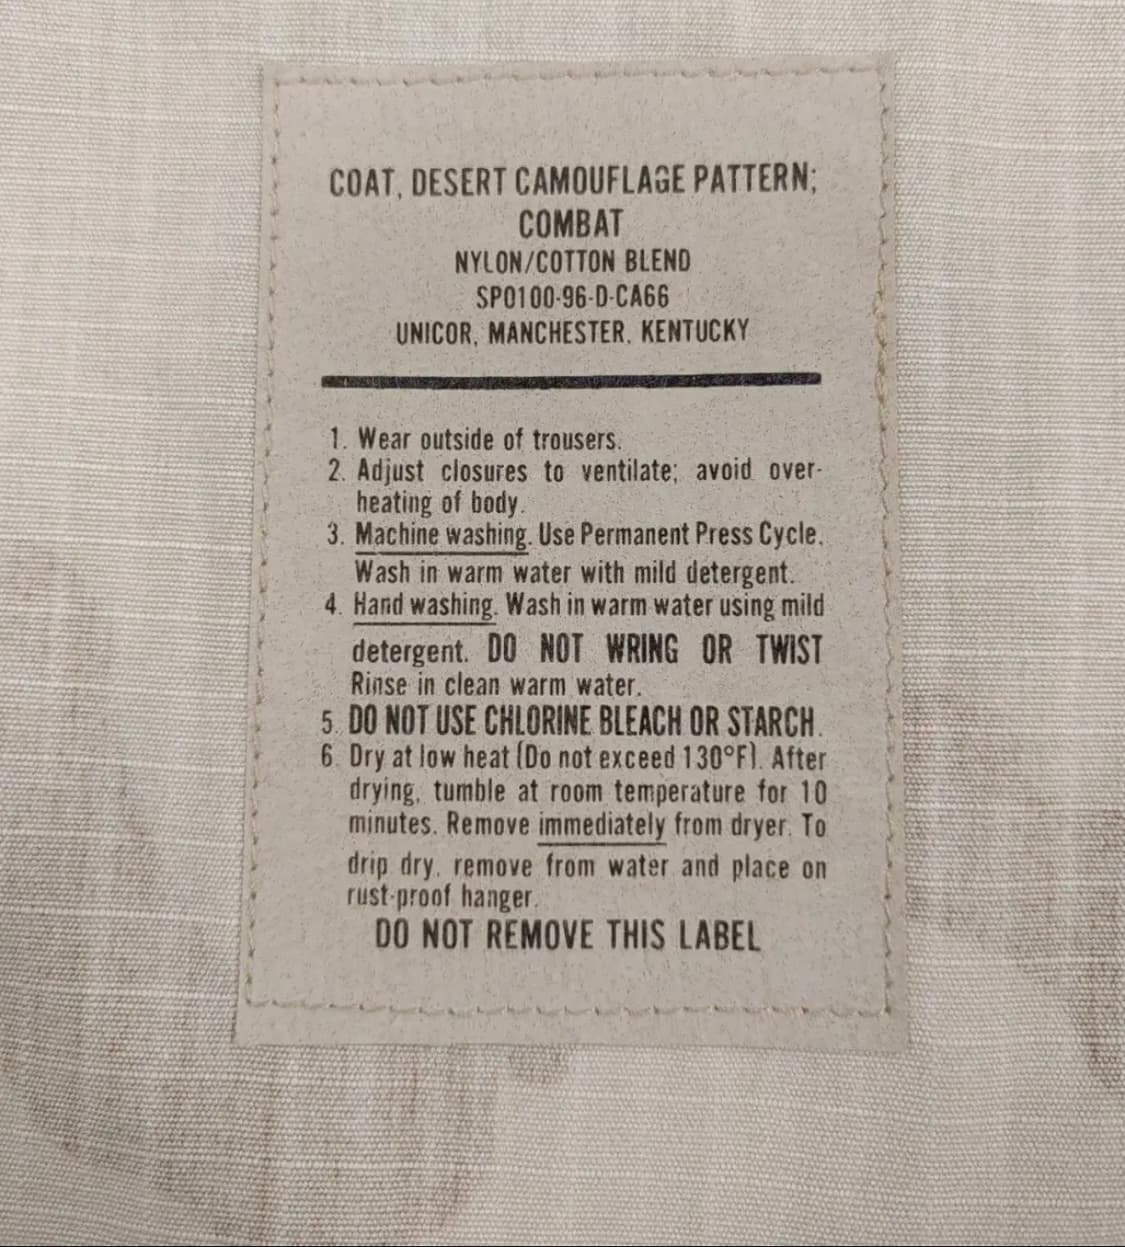 COAT, DESERT CAMOUFLAGE PATTERN;
COMBAT
NYLON/COTTON BLEND
SPO100-96-D-CA66
UNICOR, MANCHESTER, KENTUCKY
1. Wear outside of trousers.
2. Adjust closures to ventilate; avoid over-
heating of body.
3. Machine washing. Use Permanent Press Cycle.
Wash in warm water with mild detergent.
4. Hand washing. Wash in warm water using mild
detergent. DO NOT WRING OR TWIST
Rinse in clean warm water.
5. DO NOT USE CHLORINE BLEACH OR STARCH.
6. Dry at low heat (Do not exceed 130°F). After
drying, tumble at room temperature for 10
minutes. Remove immediately from dryer. To
drip dry, remove from water and place on
rust-proof hanger.
DO NOT REMOVE THIS LABEL